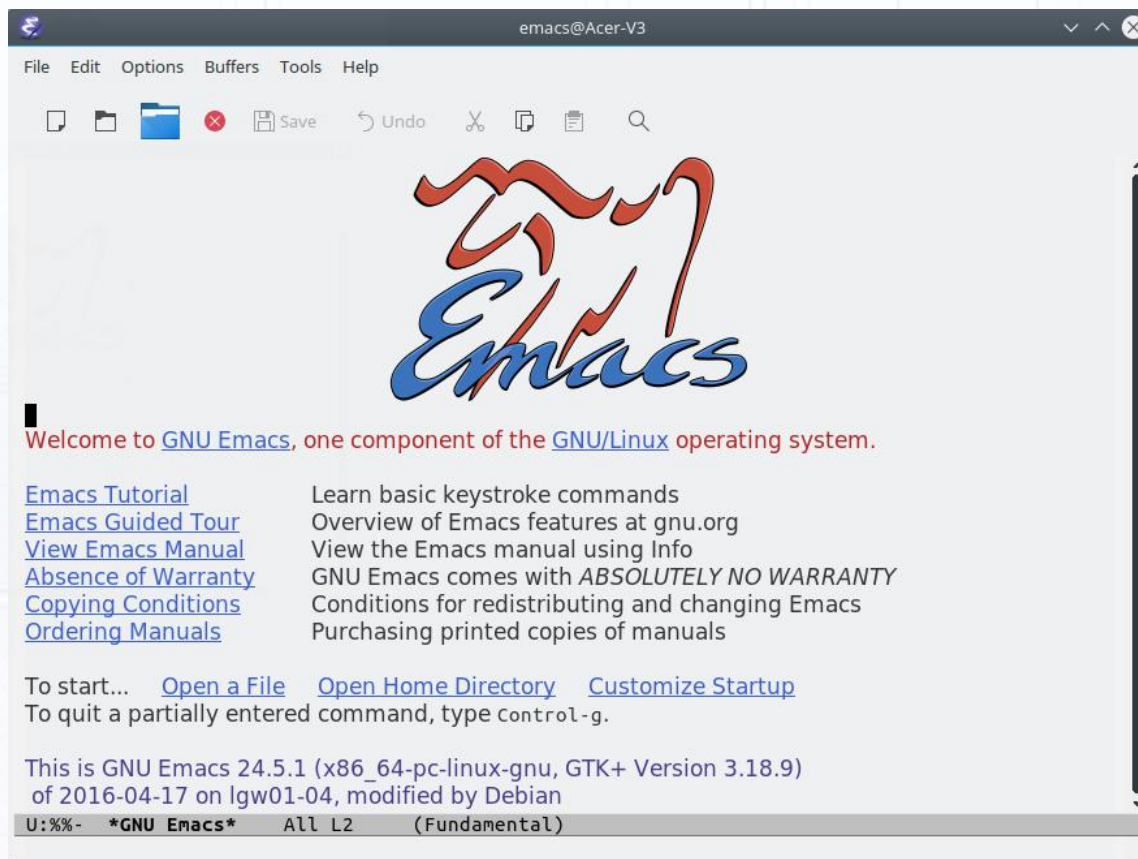 emacs@Acer-V3
File Edit Options Buffers Tools Help
Save Undo
Emacs
Welcome to GNU Emacs, one component of the GNU/Linux operating system.
Emacs Tutorial Learn basic keystroke commands
Emacs Guided Tour Overview of Emacs features at gnu.org
View Emacs Manual View the Emacs manual using Info
Absence of Warranty GNU Emacs comes with ABSOLUTELY NO WARRANTY
Copying Conditions Conditions for redistributing and changing Emacs
Ordering Manuals Purchasing printed copies of manuals
To start... Open a File Open Home Directory Customize Startup
To quit a partially entered command, type Control-g.
This is GNU Emacs 24.5.1 (x86_64-pc-linux-gnu, GTK+ Version 3.18.9)
of 2016-04-17 on lgw01-04, modified by Debian
U:%%- *GNU Emacs* All L2 (Fundamental)